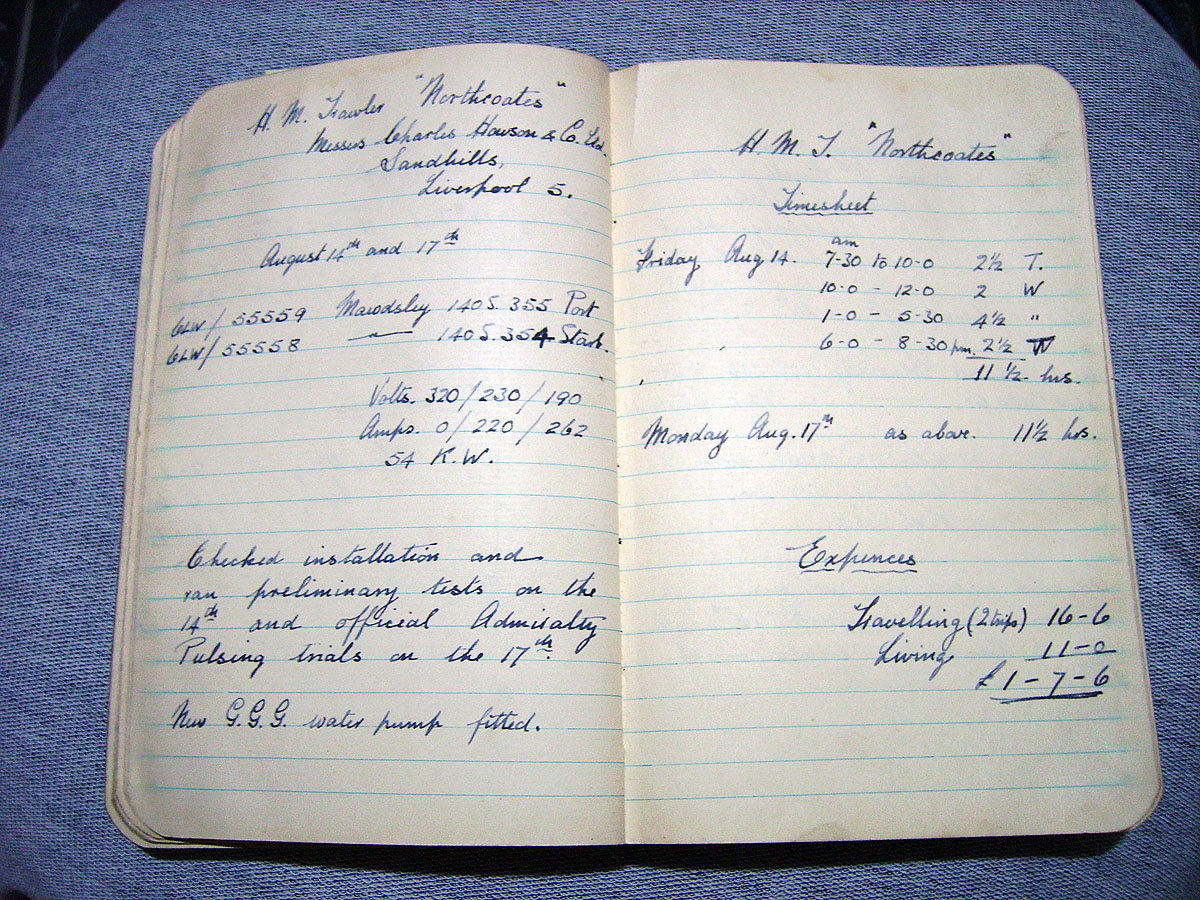 H. M. Trawler "Northcoates"
Messrs Charles Howson & Co. Ltd.
Sandhills,
Liverpool 5.
August 14th and 17th
6LW/55559 Mawdsley 140S.355 Port
6LW/55558 — " — 140S.354 Starb.
Volts. 320/230/190
Amps. 0/220/262
54 K.W.
Checked installation and
ran preliminary tests on the
14th and official Admiralty
Pulsing trials on the 17th.
New G.G.G. water pump fitted.
H. M. T. "Northcoates"
Timesheet
Friday Aug 14. am 7-30 to 10-0 2½ T.
10-0 - 12-0 2 W
1-0 - 5-30 4½ "
6-0 - 8-30 pm. 2½ T
11½ hrs.
Monday Aug. 17th as above. 11½ hrs.
Expences
Travelling (2 trips) 16-6
Living 11-0
£1-7-6